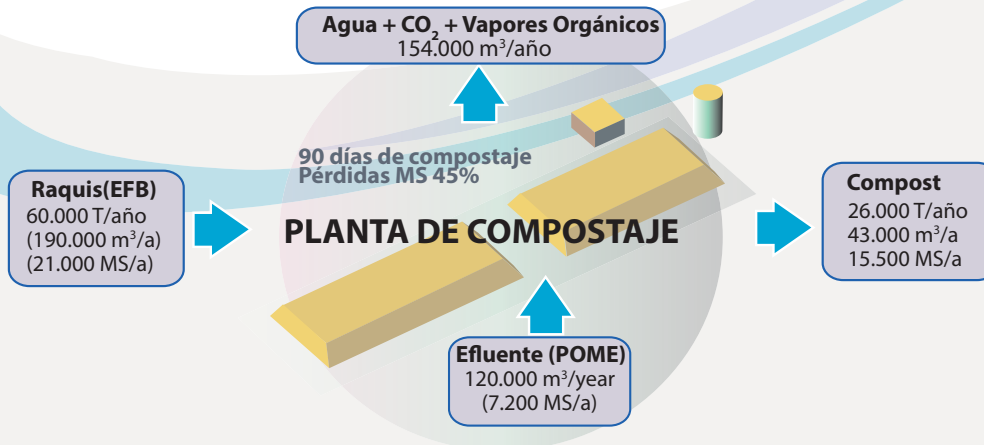 Agua + CO₂ + Vapores Orgánicos
154.000 m³/año
90 días de compostaje
Pérdidas MS 45%
Raquis(EFB)
60.000 T/año
(190.000 m³/a)
(21.000 MS/a)
PLANTA DE COMPOSTAJE
Compost
26.000 T/año
43.000 m³/a
15.500 MS/a
Efluente (POME)
120.000 m³/year
(7.200 MS/a)